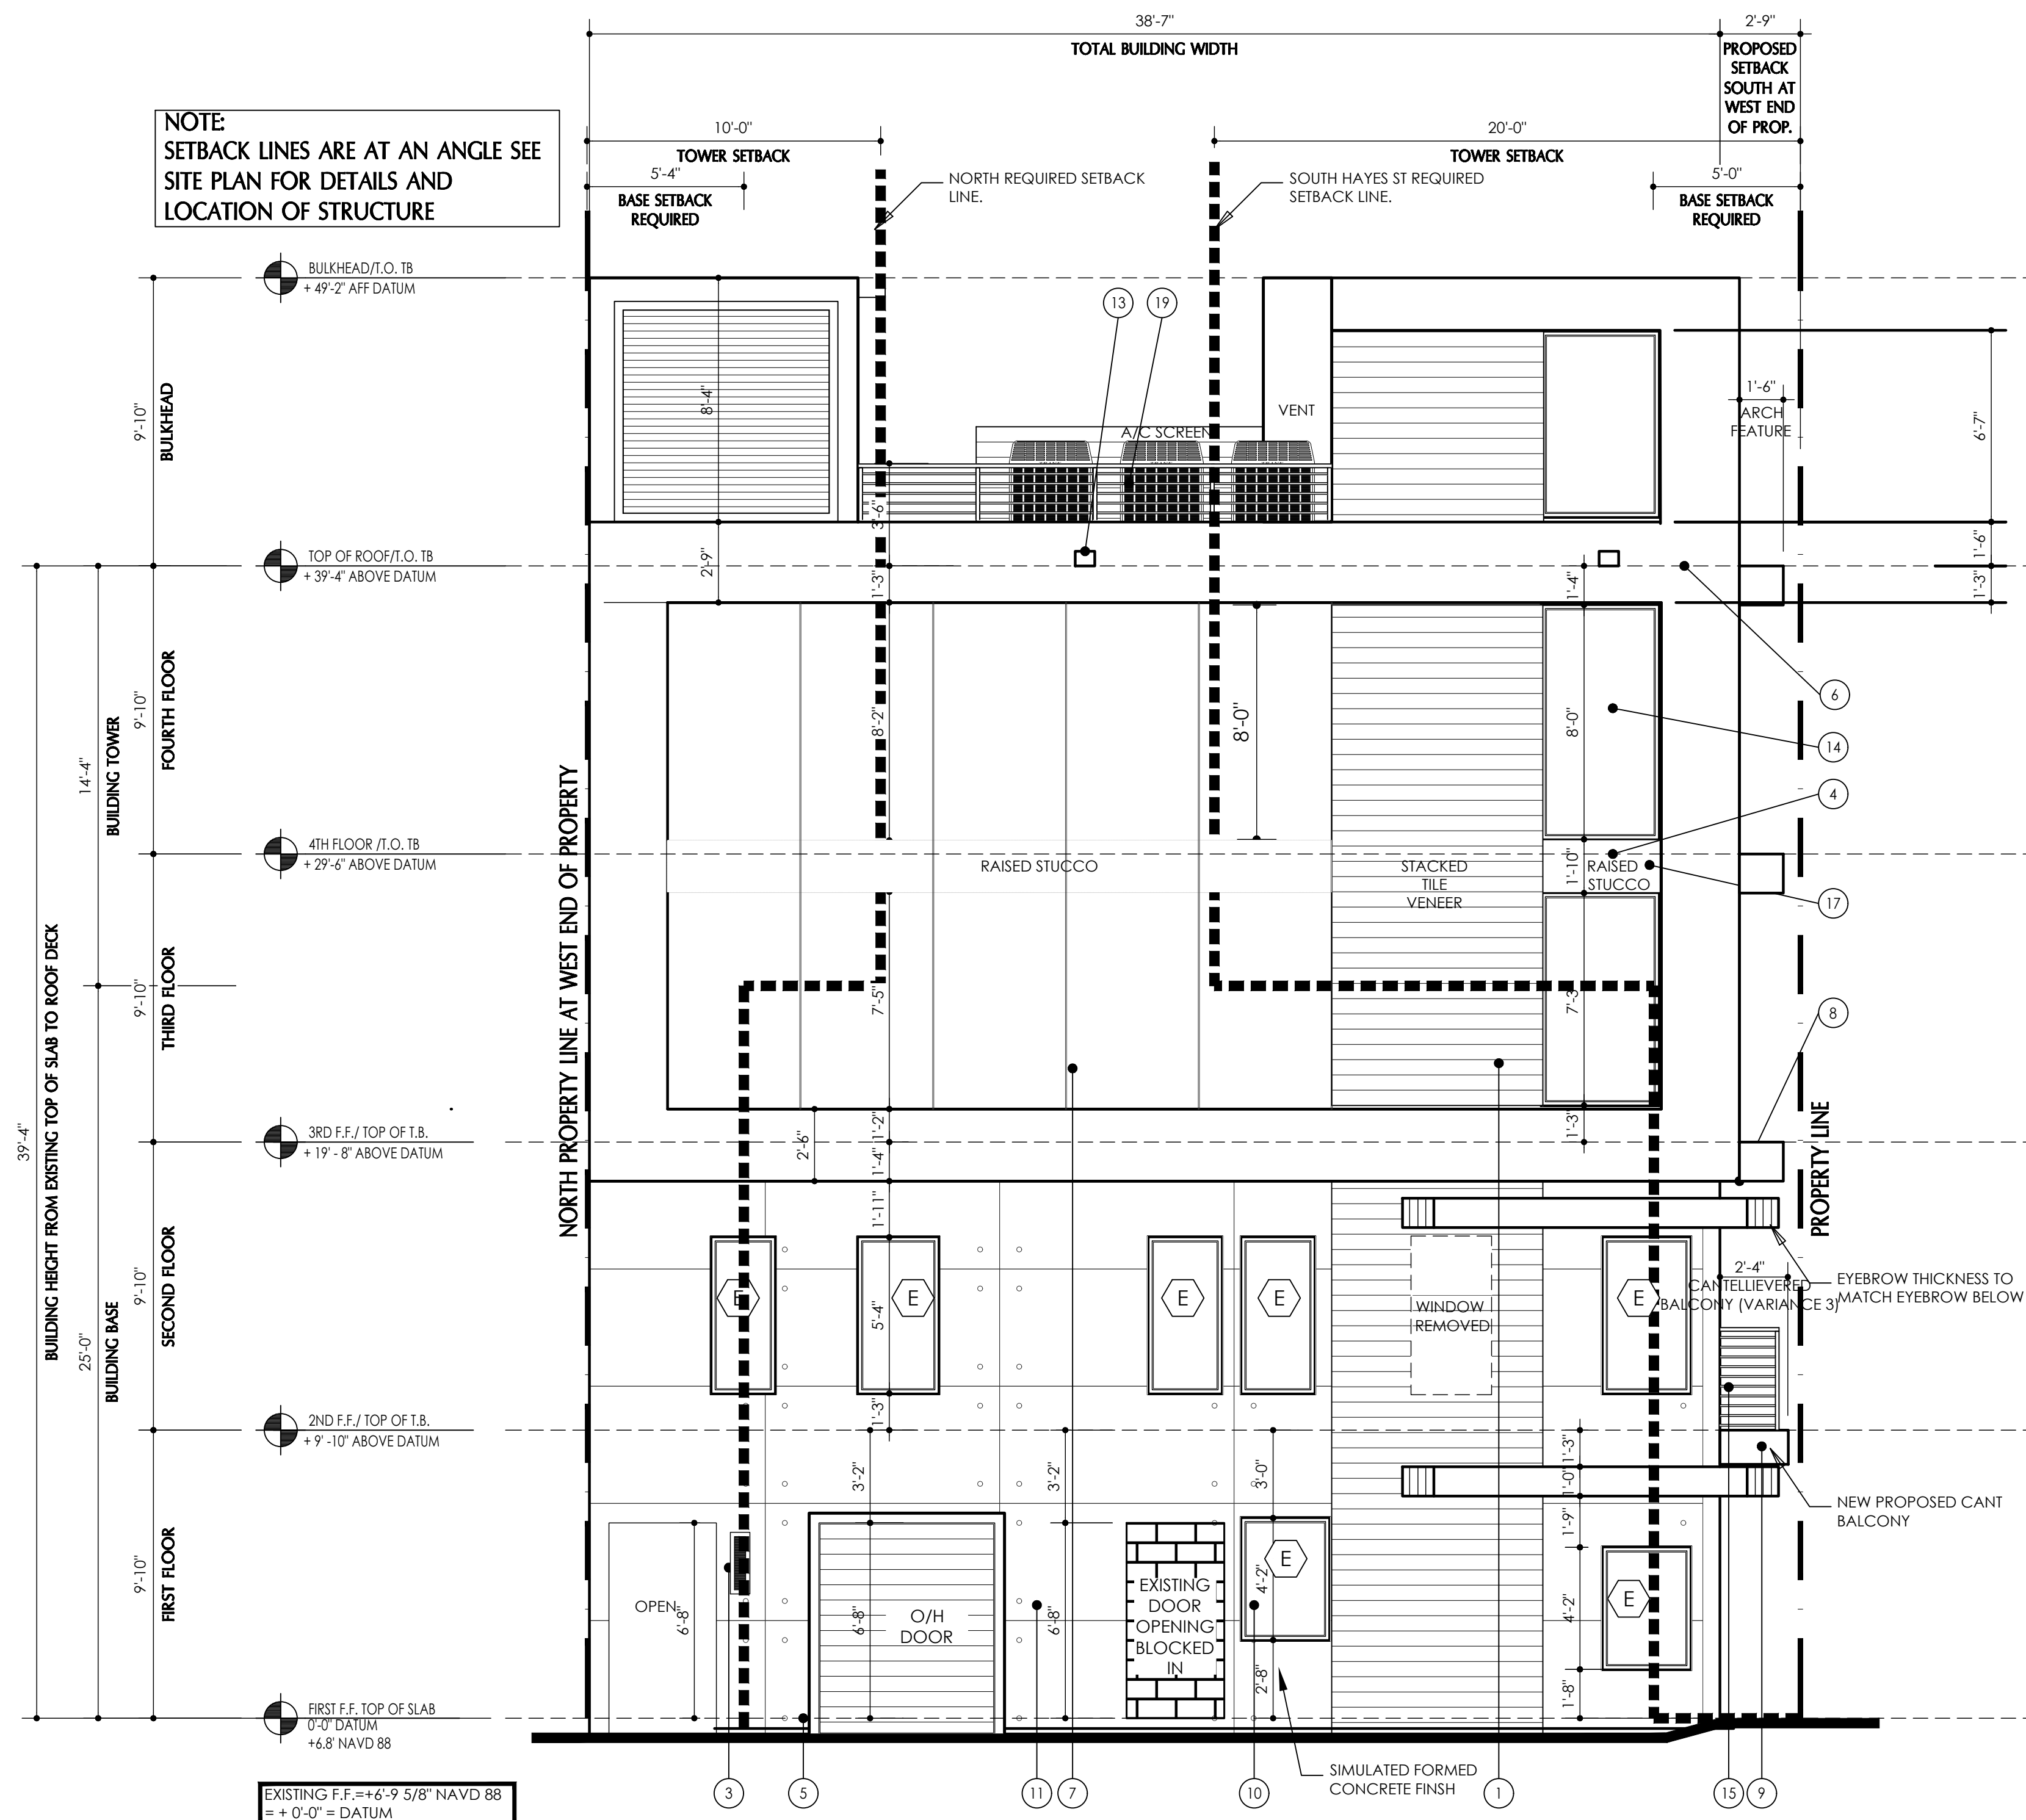 38'-7"
2'-9"
TOTAL BUILDING WIDTH
PROPOSED
SETBACK
SOUTH AT
WEST END
OF PROP.
NOTE:
SETBACK LINES ARE AT AN ANGLE SEE
SITE PLAN FOR DETAILS AND
LOCATION OF STRUCTURE
10'-0"
TOWER SETBACK
20'-0"
TOWER SETBACK
5'-4"
BASE SETBACK
REQUIRED
NORTH REQUIRED SETBACK
LINE.
SOUTH HAYES ST REQUIRED
SETBACK LINE.
5'-0"
BASE SETBACK
REQUIRED
BULKHEAD/T.O. TB
+ 49'-2" AFF DATUM
13
19
9'-10"
BULKHEAD
8'-4"
VENT
A/C SCREEN
1'-6"
ARCH
FEATURE
6'-7"
3'-6"
TOP OF ROOF/T.O. TB
+ 39'-4" ABOVE DATUM
2'-9"
1'-3"
1'-4"
1'-6"
1'-3"
6
9'-10"
FOURTH FLOOR
14'-4"
BUILDING TOWER
8'-2"
8'-0"
8'-0"
14
4
4TH FLOOR /T.O. TB
+ 29'-6" ABOVE DATUM
RAISED STUCCO
STACKED
TILE
VENEER
1'-10"
RAISED
STUCCO
17
NORTH PROPERTY LINE AT WEST END OF PROPERTY
39'-4"
BUILDING HEIGHT FROM EXISTING TOP OF SLAB TO ROOF DECK
9'-10"
THIRD FLOOR
7'-5"
7'-3"
8
3RD F.F./ TOP OF T.B.
+ 19' - 8" ABOVE DATUM
2'-6"
1'-2"
1'-4"
1'-3"
PROPERTY LINE
1'-11"
9'-10"
SECOND FLOOR
25'-0"
BUILDING BASE
E
E
E
E
E
5'-4"
WINDOW
REMOVED
2'-4"
CANTELLIEVERED
BALCONY (VARIANCE 3)
EYEBROW THICKNESS TO
MATCH EYEBROW BELOW
1'-3"
2ND F.F./ TOP OF T.B.
+ 9' -10" ABOVE DATUM
3'-2"
3'-2"
3'-0"
1'-3"
1'-0"
1'-9"
NEW PROPOSED CANT
BALCONY
9'-10"
FIRST FLOOR
OPEN
6'-8"
6'-8"
O/H
DOOR
6'-8"
EXISTING
DOOR
OPENING
BLOCKED
IN
E
4'-2"
2'-8"
E
4'-2"
1'-8"
FIRST F.F. TOP OF SLAB
0'-0" DATUM
+6.8' NAVD 88
SIMULATED FORMED
CONCRETE FINSH
3
5
11
7
10
1
15
9
EXISTING F.F.=+6'-9 5/8" NAVD 88
= + 0'-0" = DATUM